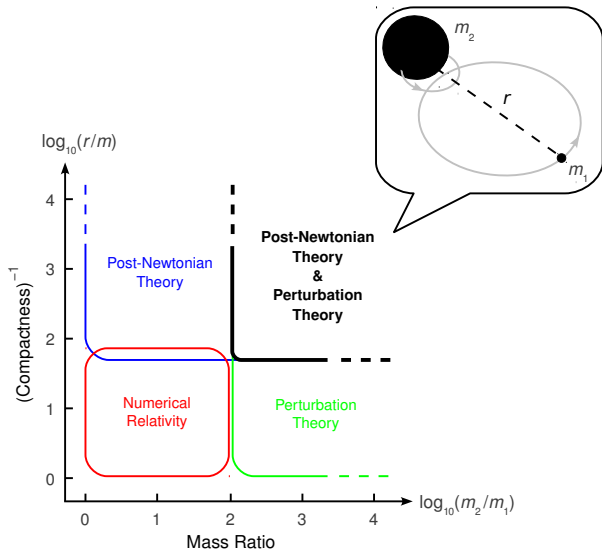 m₂
r
m₁
log₁₀(r/m)
4
3
2
1
0
(Compactness)⁻¹
Post-Newtonian
Theory
Post-Newtonian
Theory
&
Perturbation
Theory
Numerical
Relativity
Perturbation
Theory
0
1
2
3
4
log₁₀(m₂/m₁)
Mass Ratio